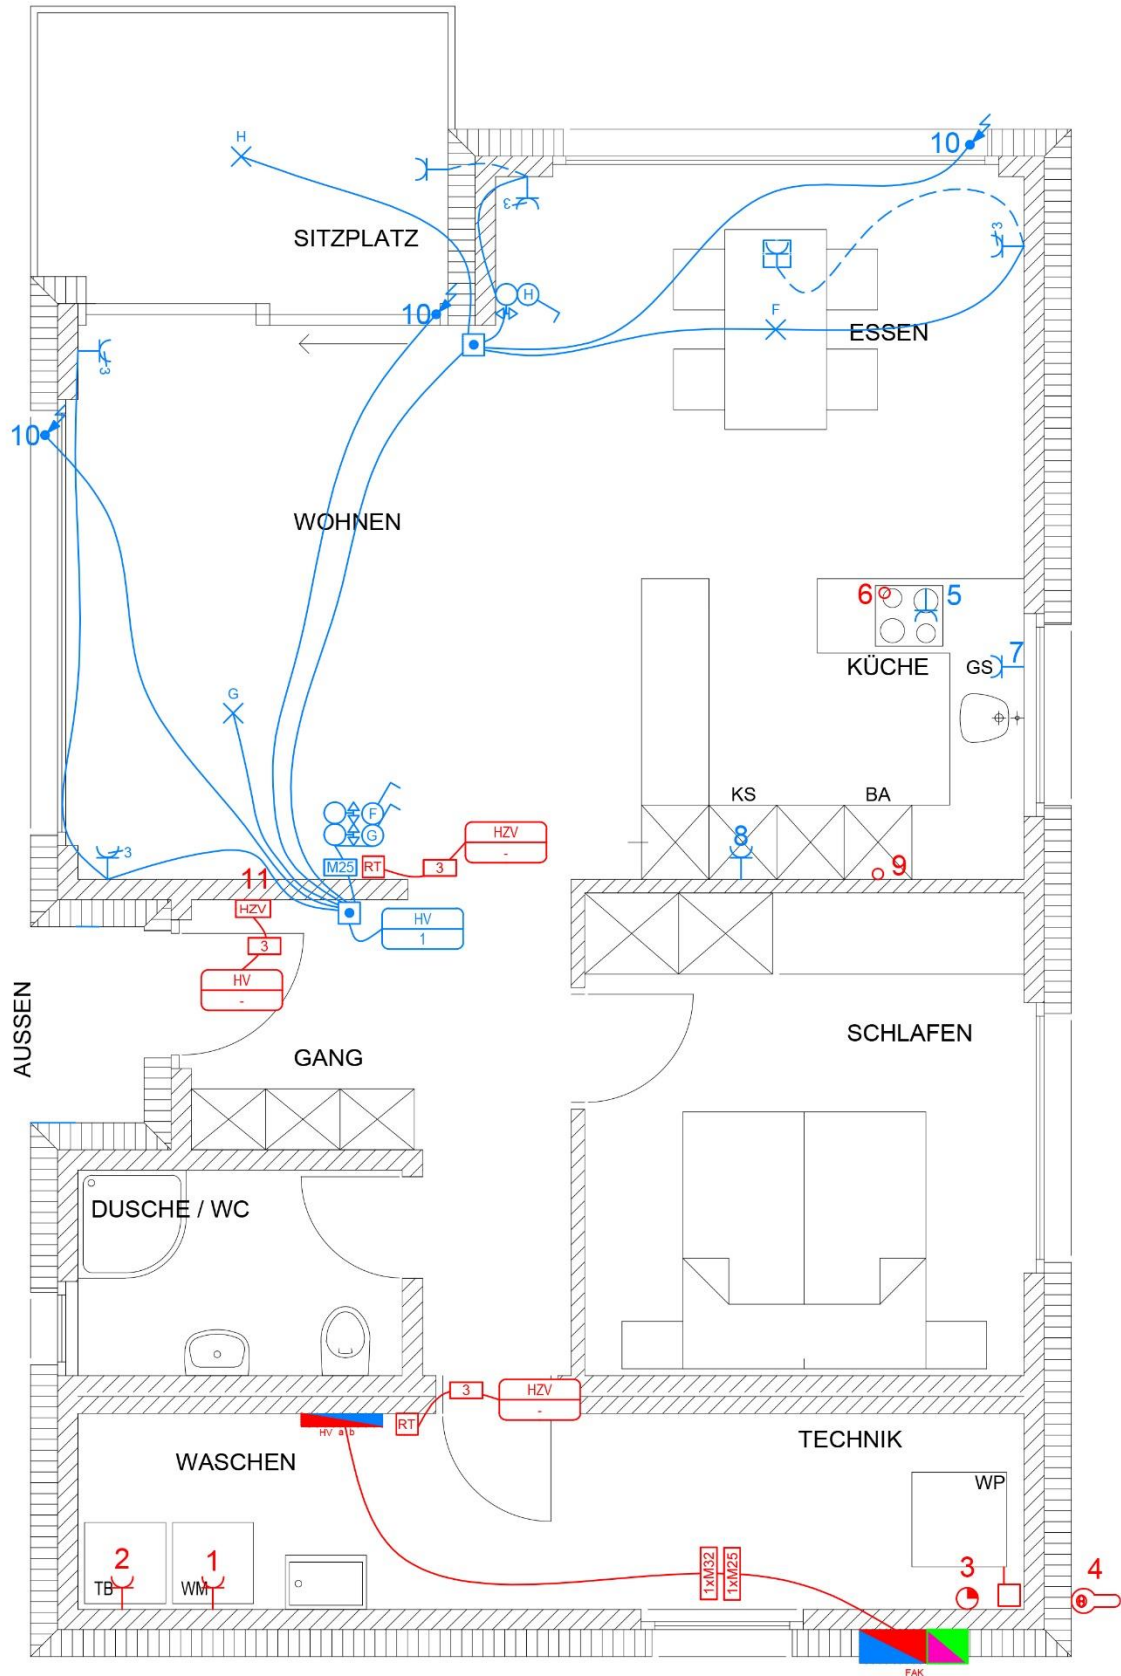 H
10
3
SITZPLATZ
3
H
10
F
ESSEN
3
10
WOHNEN
6
5
KÜCHE
GS
7
G
KS
BA
F
G
8
HZV
-
3
M25
RT
3
9
11
HZV
HV
1
3
HV
-
AUSSEN
SCHLAFEN
GANG
DUSCHE / WC
3
HZV
-
RT
HV a b
TECHNIK
WASCHEN
WP
1xM32
1xM25
2
1
3
4
TB
WM
FAK